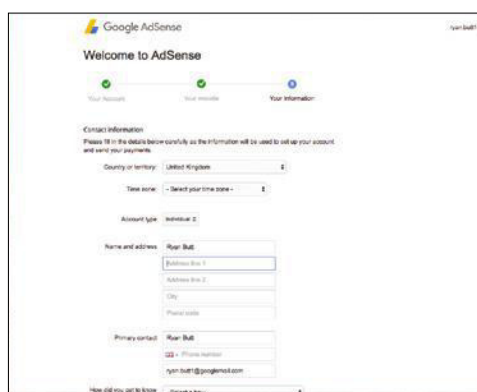 Google AdSense
ryan butt1
Welcome to AdSense
Your Account
Your website
Your Information
Contact information
Please fill in the details below carefully as the information will be used to set up your account
and send your payments.
Country or territory: United Kingdom
Time zone: - Select your time zone -
Account type: Individual
Name and address Ryan Butt
Address line 1
Address line 2
City
Postal code
Primary contact Ryan Butt
Phone number
ryan.butt1@googlemail.com
How did you get to know